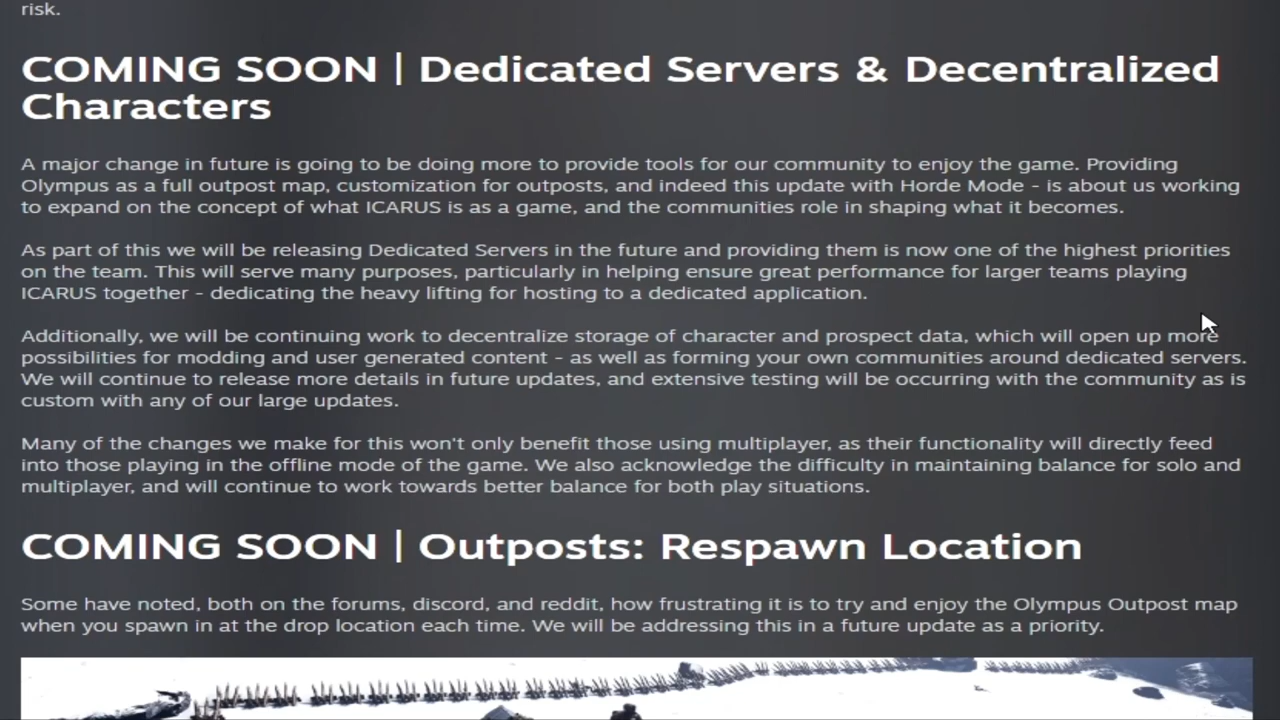 risk.
COMING SOON | Dedicated Servers & Decentralized
Characters
A major change in future is going to be doing more to provide tools for our community to enjoy the game. Providing
Olympus as a full outpost map, customization for outposts, and indeed this update with Horde Mode - is about us working
to expand on the concept of what ICARUS is as a game, and the communities role in shaping what it becomes.
As part of this we will be releasing Dedicated Servers in the future and providing them is now one of the highest priorities
on the team. This will serve many purposes, particularly in helping ensure great performance for larger teams playing
ICARUS together - dedicating the heavy lifting for hosting to a dedicated application.
Additionally, we will be continuing work to decentralize storage of character and prospect data, which will open up more
possibilities for modding and user generated content - as well as forming your own communities around dedicated servers.
We will continue to release more details in future updates, and extensive testing will be occurring with the community as is
custom with any of our large updates.
Many of the changes we make for this won't only benefit those using multiplayer, as their functionality will directly feed
into those playing in the offline mode of the game. We also acknowledge the difficulty in maintaining balance for solo and
multiplayer, and will continue to work towards better balance for both play situations.
COMING SOON | Outposts: Respawn Location
Some have noted, both on the forums, discord, and reddit, how frustrating it is to try and enjoy the Olympus Outpost map
when you spawn in at the drop location each time. We will be addressing this in a future update as a priority.